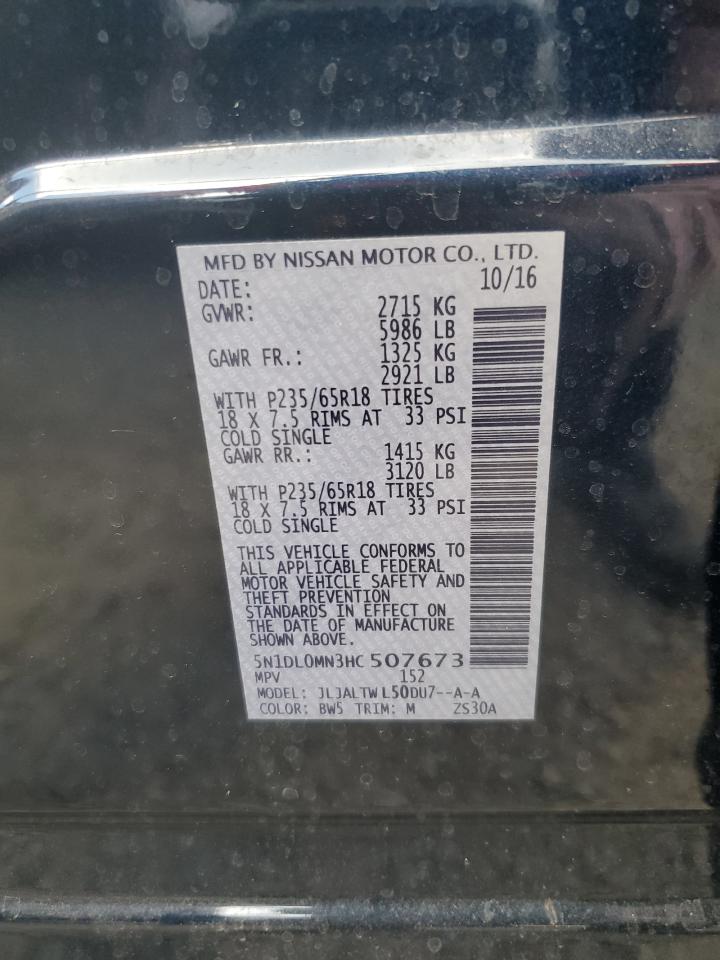 MFD BY NISSAN MOTOR CO., LTD.
DATE: 10/16
GVWR: 2715 KG
5986 LB
GAWR FR.: 1325 KG
2921 LB
WITH P235/65R18 TIRES
18 X 7.5 RIMS AT 33 PSI
COLD SINGLE
GAWR RR.: 1415 KG
3120 LB
WITH P235/65R18 TIRES
18 X 7.5 RIMS AT 33 PSI
COLD SINGLE
THIS VEHICLE CONFORMS TO
ALL APPLICABLE FEDERAL
MOTOR VEHICLE SAFETY AND
THEFT PREVENTION
STANDARDS IN EFFECT ON
THE DATE OF MANUFACTURE
SHOWN ABOVE.
5N1DL0MN3HC 507673
MPV 152
MODEL: JLJALTWL50DU7--A-A
COLOR: BW5 TRIM: M ZS30A